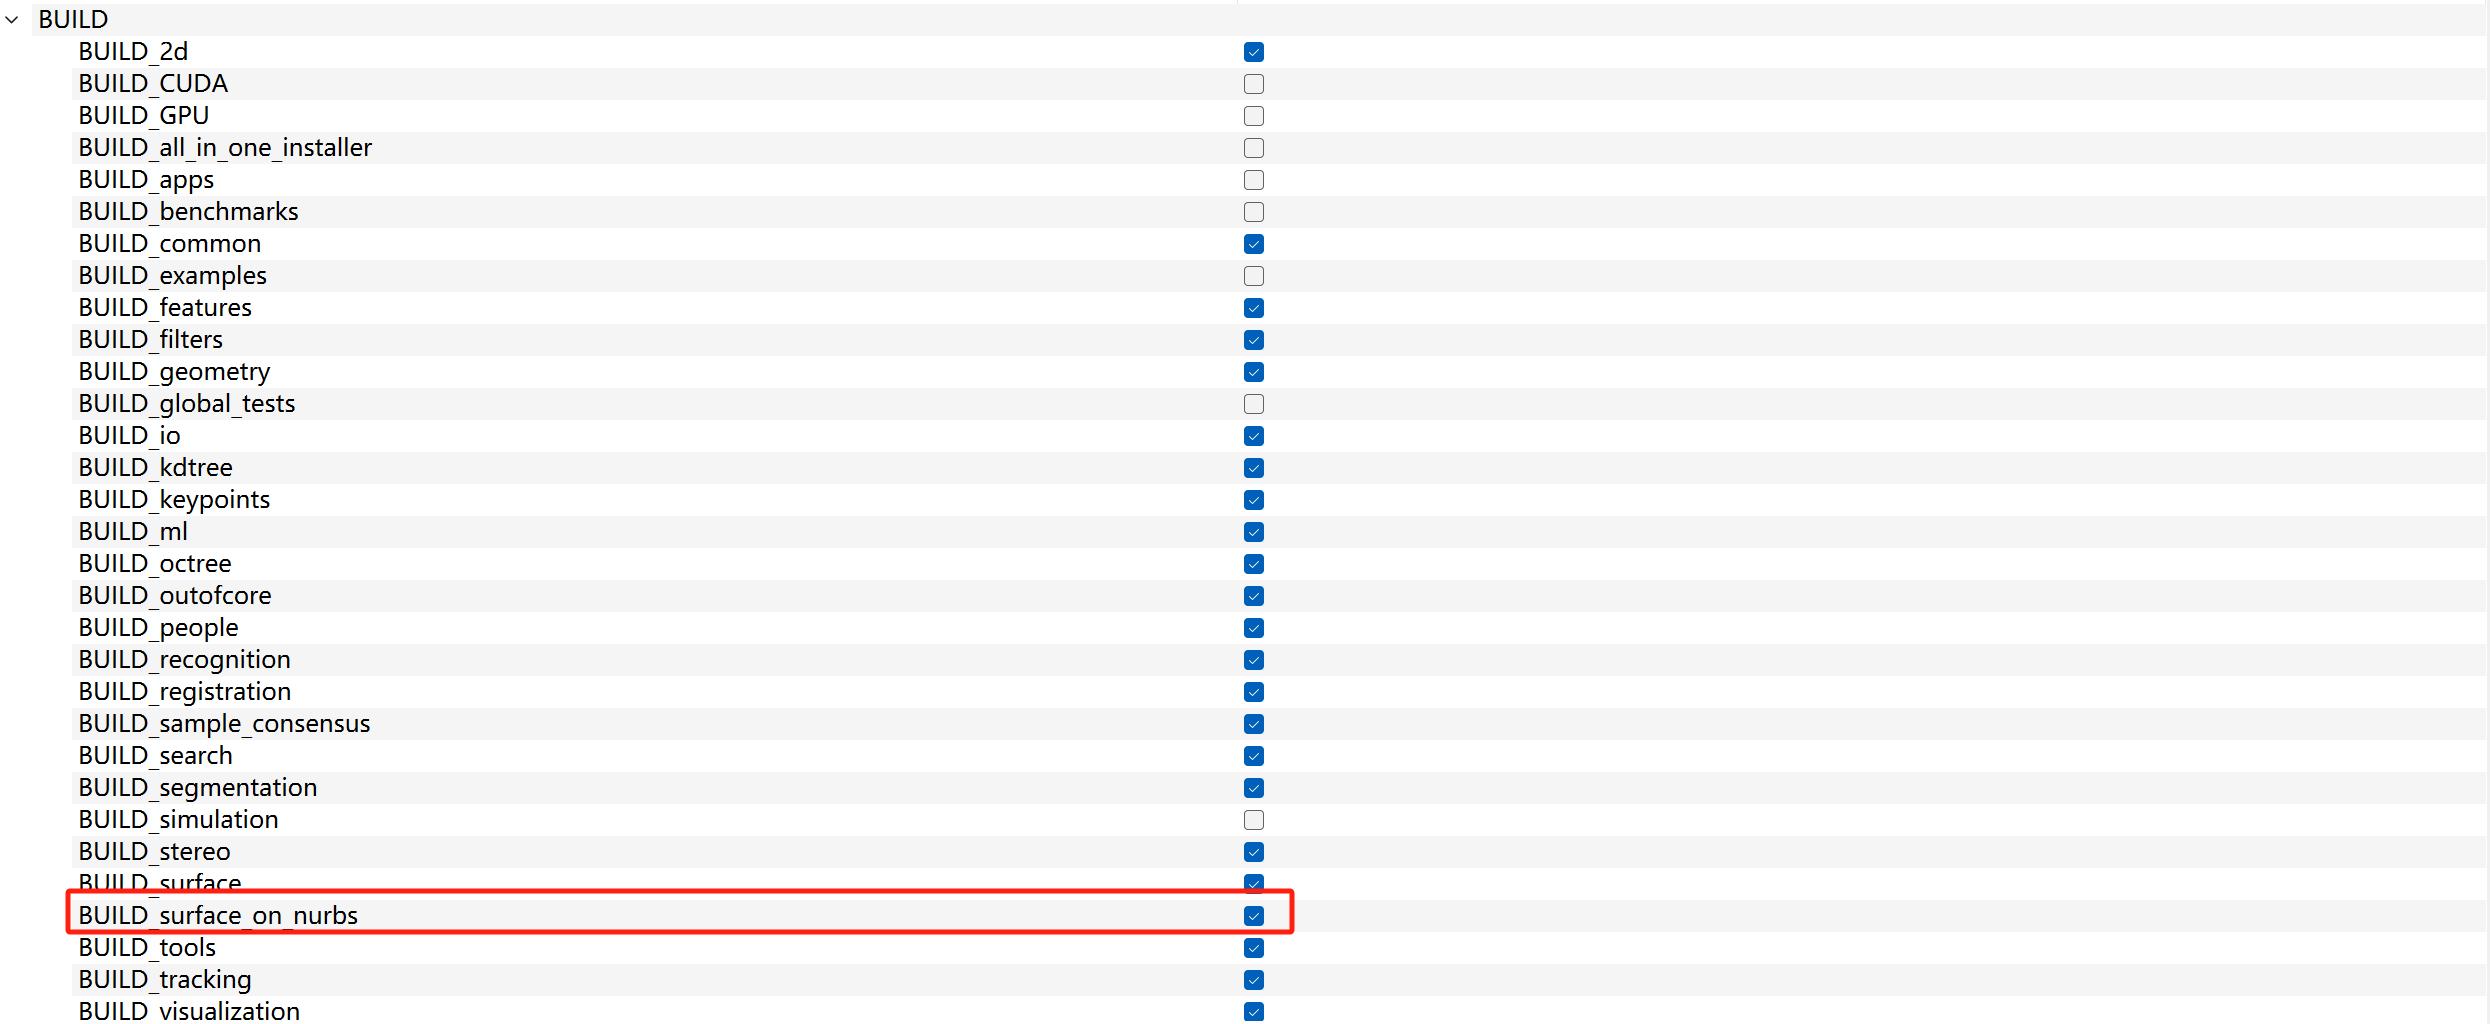 BUILD
BUILD_2d
BUILD_CUDA
BUILD_GPU
BUILD_all_in_one_installer
BUILD_apps
BUILD_benchmarks
BUILD_common
BUILD_examples
BUILD_features
BUILD_filters
BUILD_geometry
BUILD_global_tests
BUILD_io
BUILD_kdtree
BUILD_keypoints
BUILD_ml
BUILD_octree
BUILD_outofcore
BUILD_people
BUILD_recognition
BUILD_registration
BUILD_sample_consensus
BUILD_search
BUILD_segmentation
BUILD_simulation
BUILD_stereo
BUILD_surface
BUILD_surface_on_nurbs
BUILD_tools
BUILD_tracking
BUILD_visualization